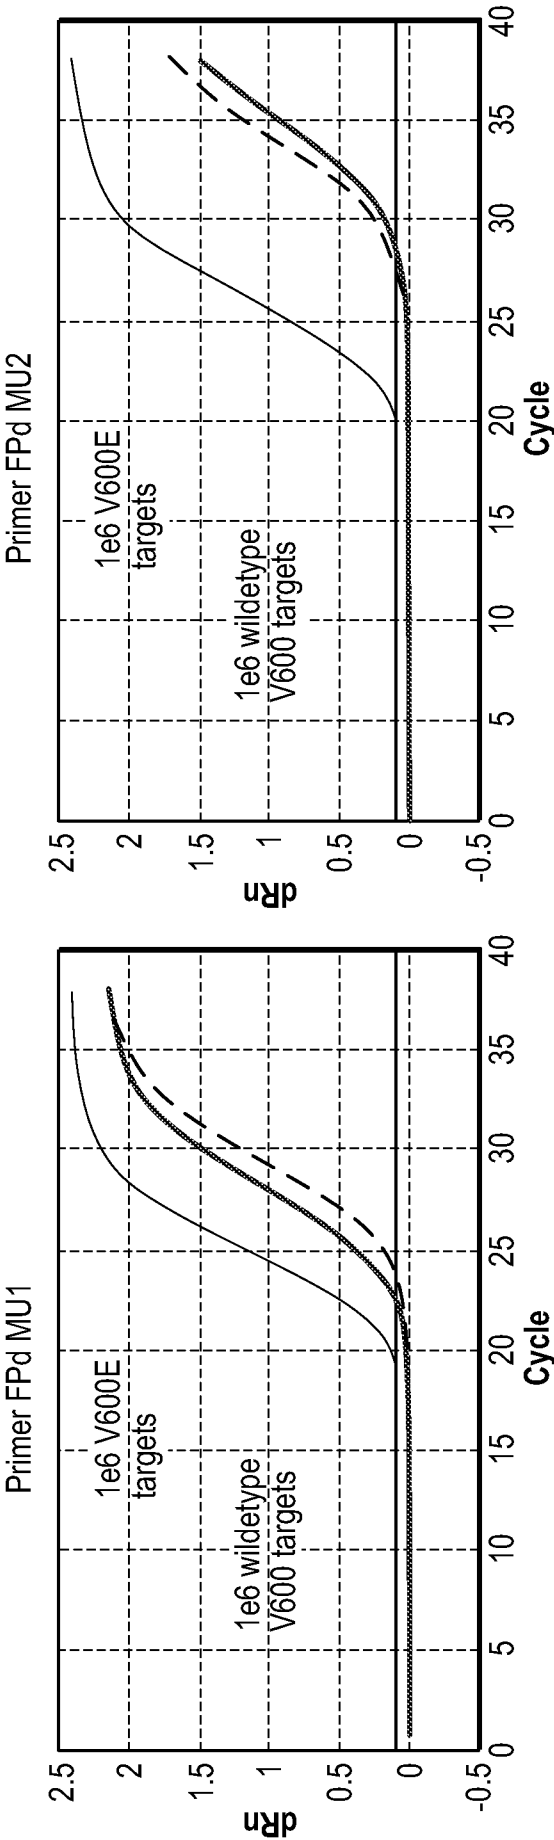 Primer FPd MU1
2.5
2
1.5
1
0.5
0
-0.5
dRn
1e6 V600E
targets
1e6 wildetype
V600 targets
0 5 10 15 20 25 30 35 40
Cycle
Primer FPd MU2
2.5
2
1.5
1
0.5
0
-0.5
dRn
1e6 V600E
targets
1e6 wildetype
V600 targets
0 5 10 15 20 25 30 35 40
Cycle